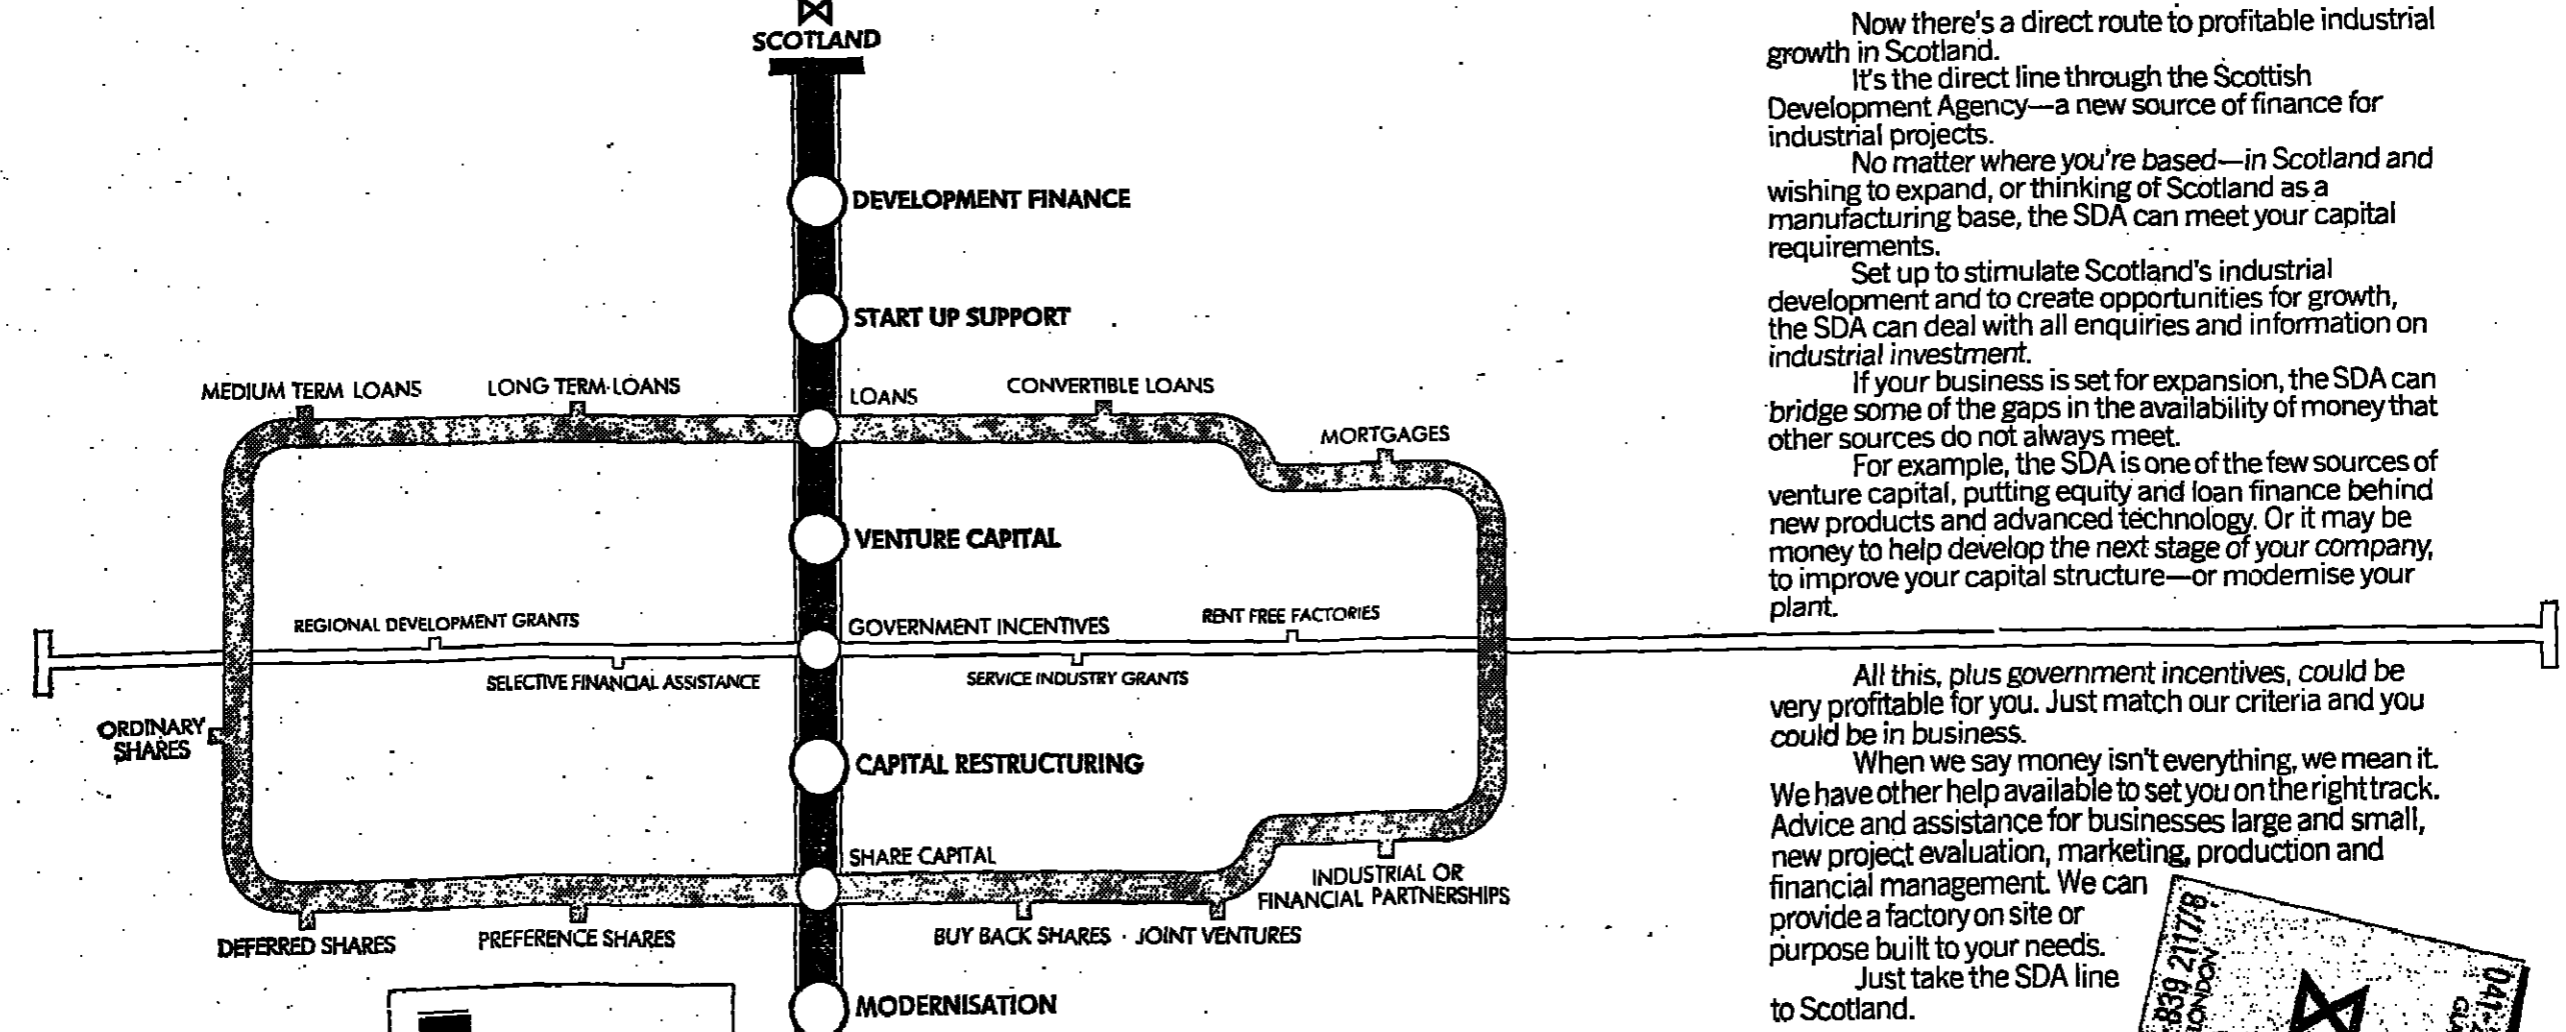 SCOTLAND
DEVELOPMENT FINANCE
START UP SUPPORT
MEDIUM TERM LOANS
LONG TERM LOANS
LOANS
CONVERTIBLE LOANS
MORTGAGES
VENTURE CAPITAL
REGIONAL DEVELOPMENT GRANTS
GOVERNMENT INCENTIVES
RENT FREE FACTORIES
SELECTIVE FINANCIAL ASSISTANCE
SERVICE INDUSTRY GRANTS
ORDINARY
SHARES
CAPITAL RESTRUCTURING
SHARE CAPITAL
INDUSTRIAL OR
FINANCIAL PARTNERSHIPS
DEFERRED SHARES
PREFERENCE SHARES
BUY BACK SHARES · JOINT VENTURES
MODERNISATION
Now there's a direct route to profitable industrial
growth in Scotland.
It's the direct line through the Scottish
Development Agency—a new source of finance for
industrial projects.
No matter where you're based—in Scotland and
wishing to expand, or thinking of Scotland as a
manufacturing base, the SDA can meet your capital
requirements.
Set up to stimulate Scotland's industrial
development and to create opportunities for growth,
the SDA can deal with all enquiries and information on
industrial investment.
If your business is set for expansion, the SDA can
bridge some of the gaps in the availability of money that
other sources do not always meet.
For example, the SDA is one of the few sources of
venture capital, putting equity and loan finance behind
new products and advanced technology. Or it may be
money to help develop the next stage of your company,
to improve your capital structure—or modernise your
plant.
All this, plus government incentives, could be
very profitable for you. Just match our criteria and you
could be in business.
When we say money isn't everything, we mean it.
We have other help available to set you on the right track.
Advice and assistance for businesses large and small,
new project evaluation, marketing, production and
financial management. We can
provide a factory on site or
purpose built to your needs.
Just take the SDA line
to Scotland.
839 2117/8
LONDON
041-